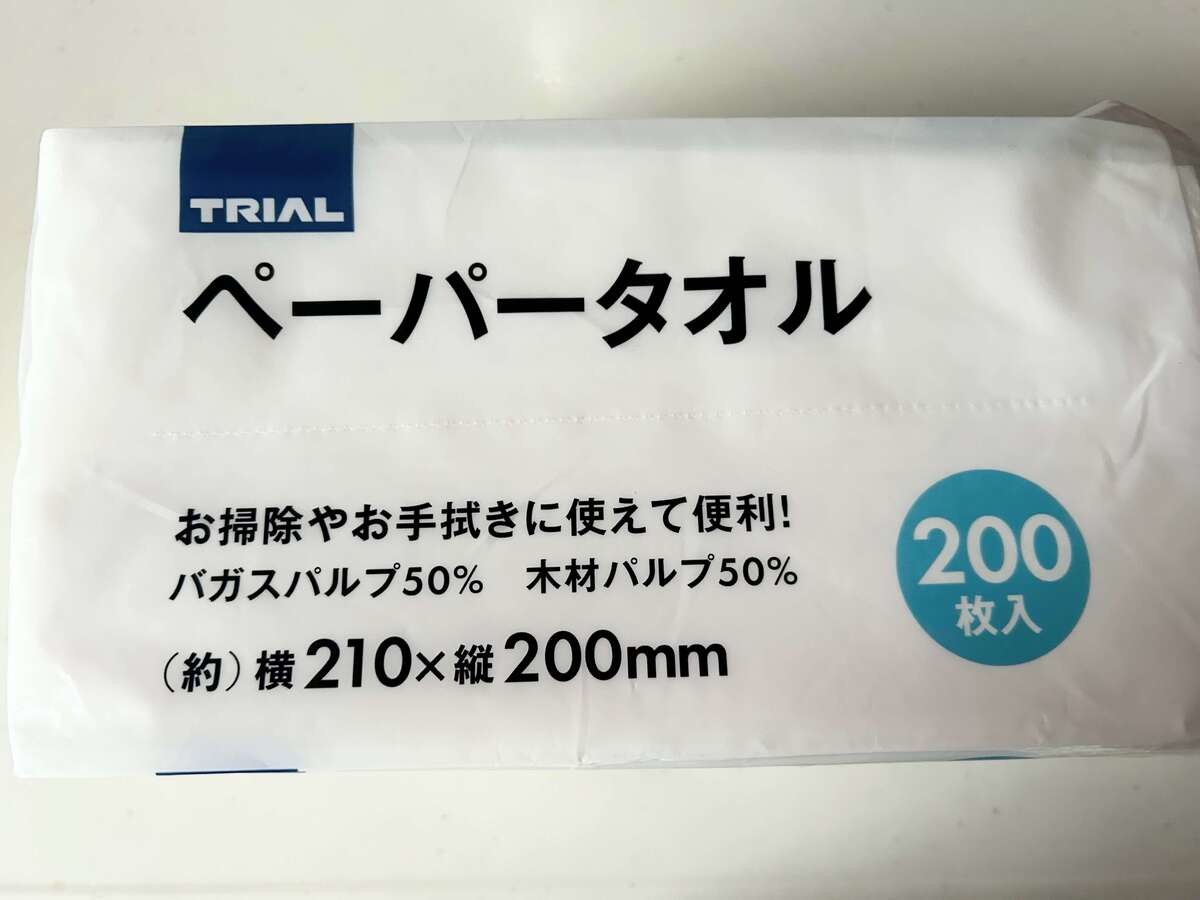 TRIAL
ペーパータオル
お掃除やお手拭きに使えて便利!
バガスパルプ50% 木材パルプ50%
(約)横210×縦200mm
200
枚入